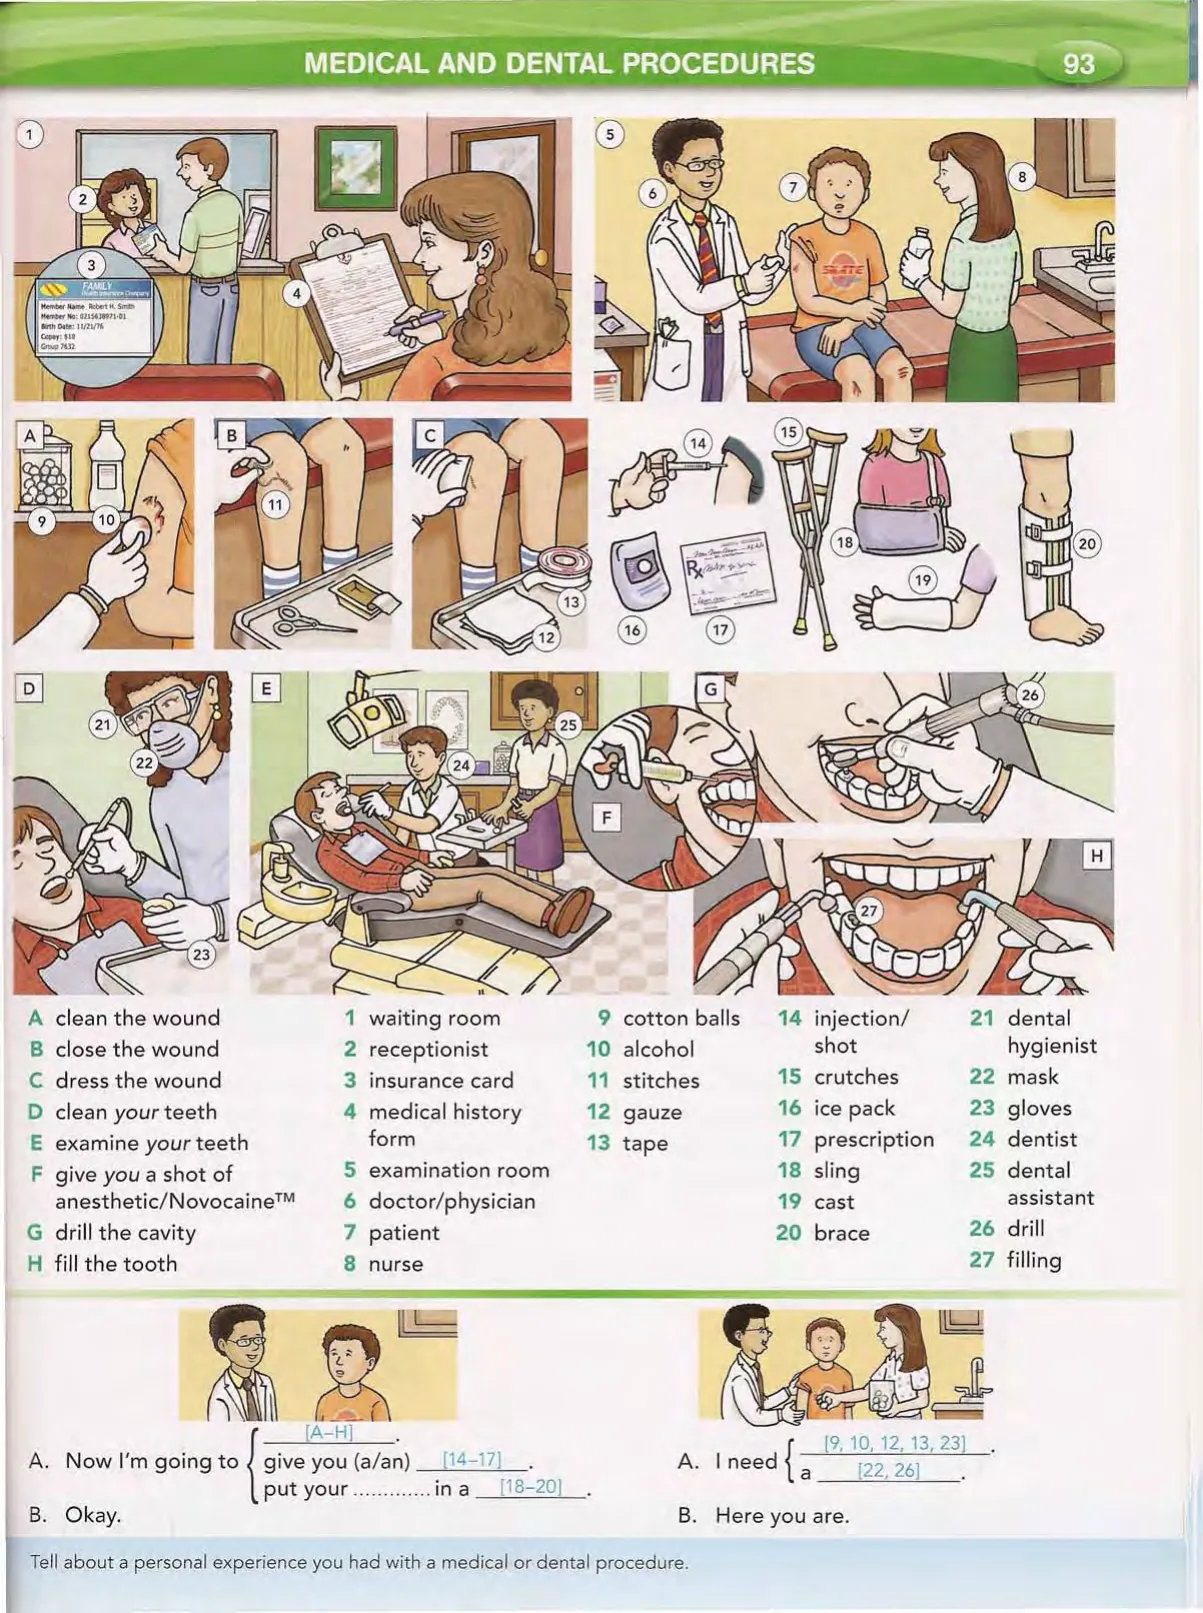 MEDICAL AND DENTAL PROCEDURES
93
1
2
3
FAMILY
Health Insurance Company
Member Name Robert H. Smith
Member No: 0215638971-01
Birth Date: 11/21/76
Copay: $10
Group 7632
4
5
6
7
8
SKATE
A
9
10
B
11
C
12
13
14
15
16
17
Rx
18
19
20
D
21
22
23
E
24
25
F
G
26
H
27
A clean the wound
B close the wound
C dress the wound
D clean your teeth
E examine your teeth
F give you a shot of
anesthetic/Novocaine™
G drill the cavity
H fill the tooth
1 waiting room
2 receptionist
3 insurance card
4 medical history
form
5 examination room
6 doctor/physician
7 patient
8 nurse
9 cotton balls
10 alcohol
11 stitches
12 gauze
13 tape
14 injection/
shot
15 crutches
16 ice pack
17 prescription
18 sling
19 cast
20 brace
21 dental
hygienist
22 mask
23 gloves
24 dentist
25 dental
assistant
26 drill
27 filling
[A–H] .
A. Now I'm going to { give you (a/an) [14–17] .
put your ............. in a [18–20] .
B. Okay.
A. I need { [9, 10, 12, 13, 23] .
a [22, 26] .
B. Here you are.
Tell about a personal experience you had with a medical or dental procedure.